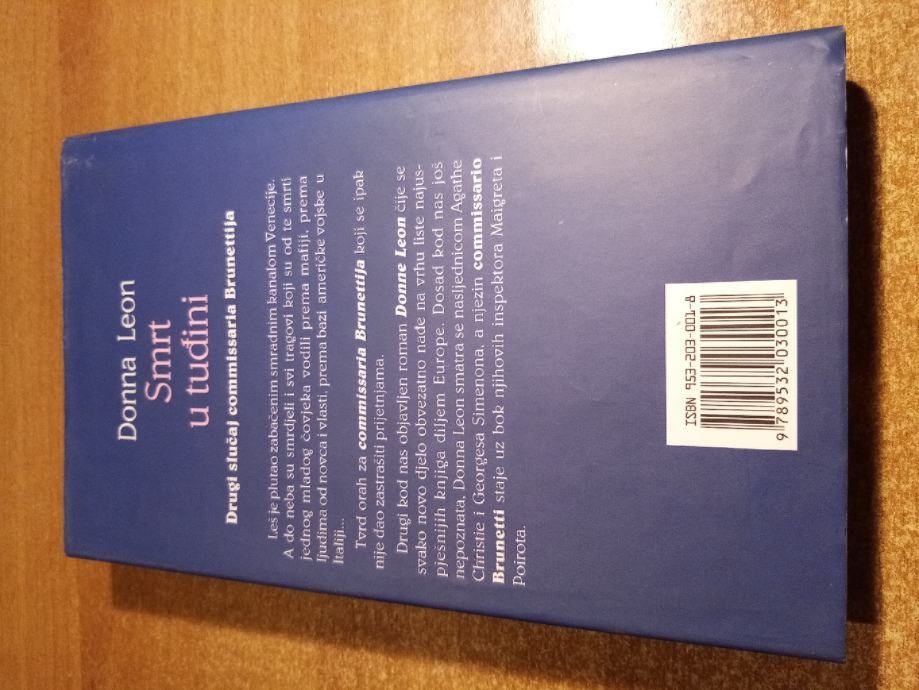 Donna Leon
Smrt
u tuđini
Drugi slučaj commissaria Brunettija
Leš je plutao zabačenim smradnim kanalom Venecije.
A do neba su smrdjeli i svi tragovi koji su od te smrti
jednog mladog čovjeka vodili prema mafiji, prema
ljudima od novca i vlasti, prema bazi američke vojske u
Italiji...
Tvrd orah za commissaria Brunettija koji se ipak
nije dao zastrašiti prijetnjama.
Drugi kod nas objavljen roman Donne Leon čije se
svako novo djelo obvezatno nađe na vrhu liste najus-
pješnijih knjiga diljem Europe. Dosad kod nas još
nepoznata, Donna Leon smatra se nasljednicom Agathe
Christie i Georgesa Simenona, a njezin commissario
Brunetti staje uz bok njihovih inspektora Maigreta i
Poirota.
ISBN 953-203-001-8
9 789532 030013